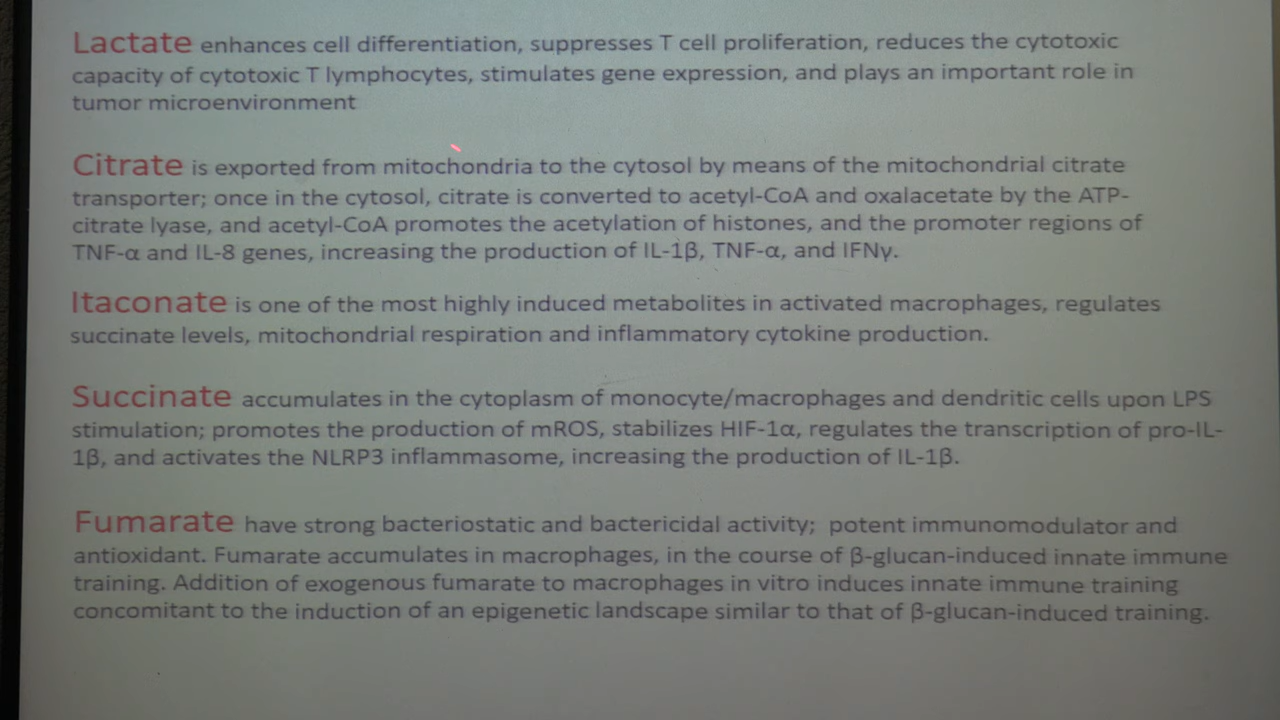 Lactate enhances cell differentiation, suppresses T cell proliferation, reduces the cytotoxic
capacity of cytotoxic T lymphocytes, stimulates gene expression, and plays an important role in
tumor microenvironment
Citrate is exported from mitochondria to the cytosol by means of the mitochondrial citrate
transporter; once in the cytosol, citrate is converted to acetyl-CoA and oxalacetate by the ATP-
citrate lyase, and acetyl-CoA promotes the acetylation of histones, and the promoter regions of
TNF-α and IL-8 genes, increasing the production of IL-1β, TNF-α, and IFNγ.
Itaconate is one of the most highly induced metabolites in activated macrophages, regulates
succinate levels, mitochondrial respiration and inflammatory cytokine production.
Succinate accumulates in the cytoplasm of monocyte/macrophages and dendritic cells upon LPS
stimulation; promotes the production of mROS, stabilizes HIF-1α, regulates the transcription of pro-IL-
1β, and activates the NLRP3 inflammasome, increasing the production of IL-1β.
Fumarate have strong bacteriostatic and bactericidal activity; potent immunomodulator and
antioxidant. Fumarate accumulates in macrophages, in the course of β-glucan-induced innate immune
training. Addition of exogenous fumarate to macrophages in vitro induces innate immune training
concomitant to the induction of an epigenetic landscape similar to that of β-glucan-induced training.